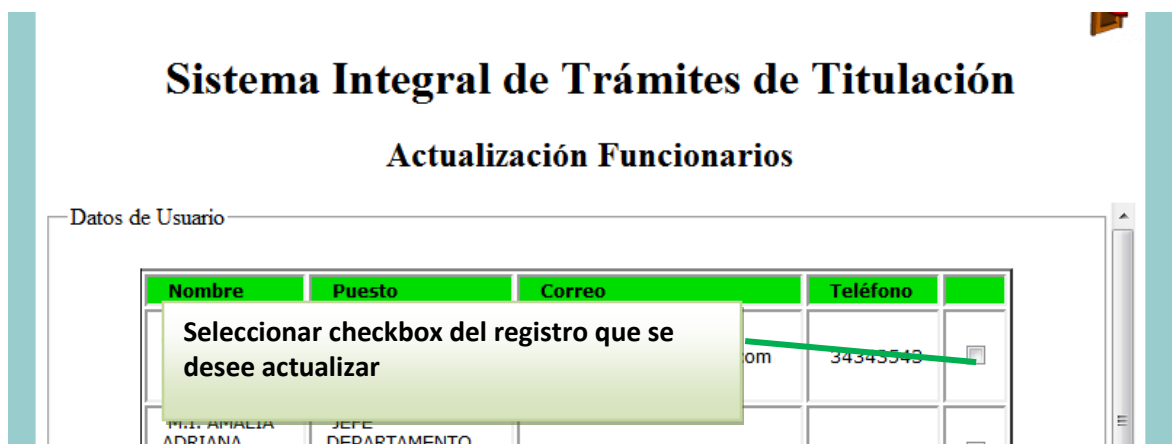 Sistema Integral de Trámites de Titulación
Actualización Funcionarios
Datos de Usuario
Nombre Puesto Correo Teléfono
Seleccionar checkbox del registro que se
desee actualizar
om 34343543
M.I. AMALIA JEFE
ADRIANA DEPARTAMENTO